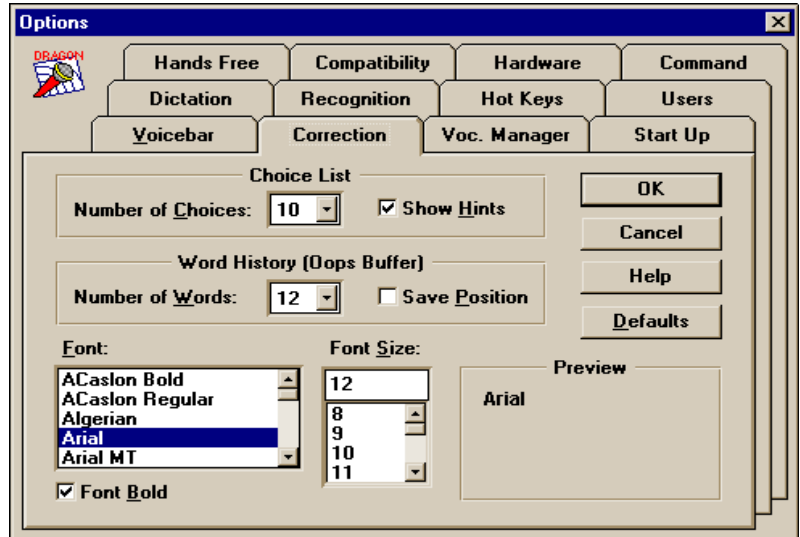 Options
DRAGON
Hands Free Compatibility Hardware Command
Dictation Recognition Hot Keys Users
Voicebar Correction Voc. Manager Start Up
Choice List
Number of Choices: 10 Show Hints
OK
Cancel
Word History (Oops Buffer)
Number of Words: 12 Save Position
Help
Defaults
Font:
ACaslon Bold
ACaslon Regular
Algerian
Arial
Arial MT
Font Bold
Font Size:
12
8
9
10
11
Preview
Arial